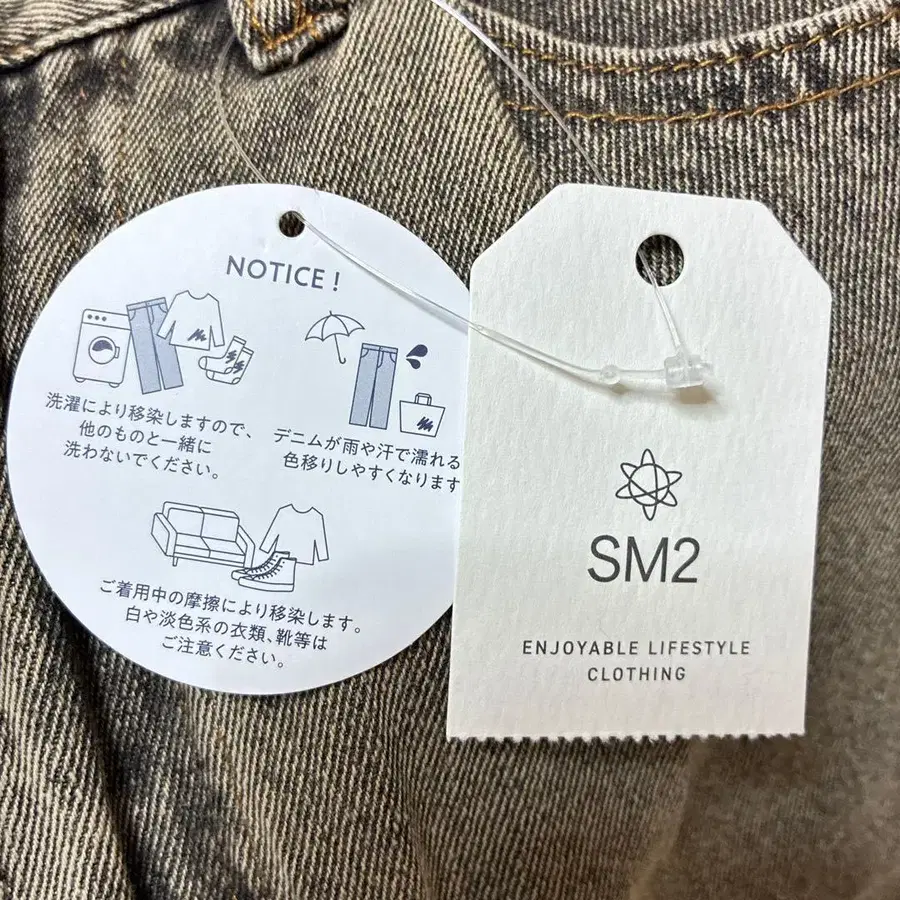 NOTICE !
洗濯により移染しますので、
他のものと一緒に
洗わないでください。
デニムが雨や汗で濡れる
色移りしやすくなります
ご着用中の摩擦により移染します。
白や淡色系の衣類、靴等は
ご注意ください。
SM2
ENJOYABLE LIFESTYLE
CLOTHING